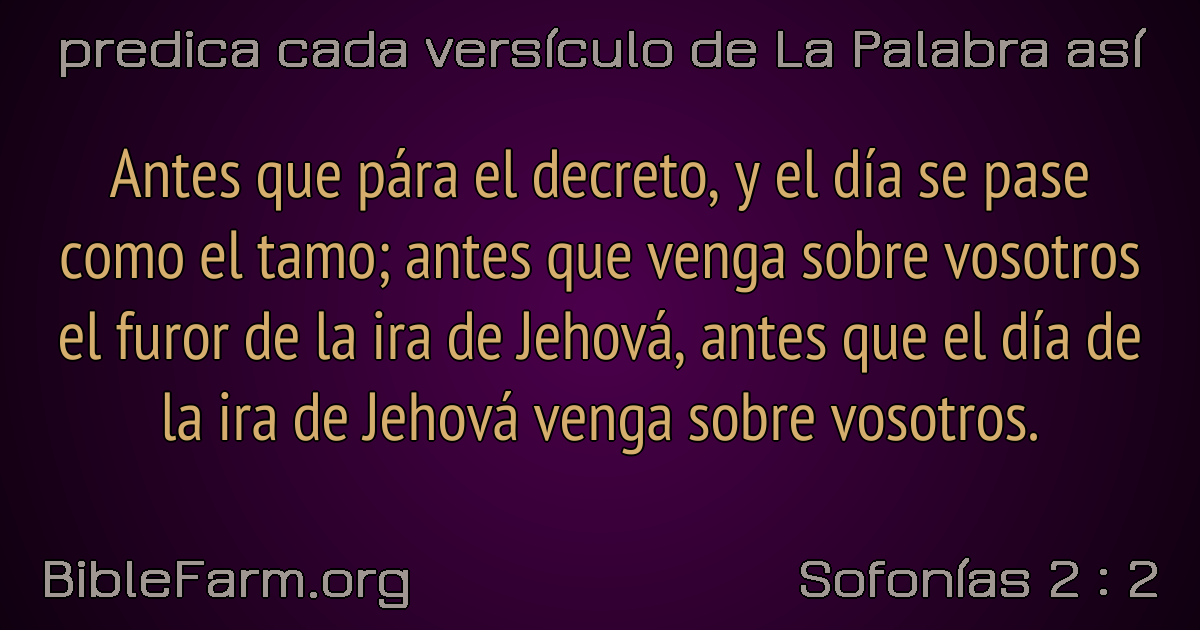 predica cada versículo de La Palabra así
Antes que pára el decreto, y el día se pase
como el tamo; antes que venga sobre vosotros
el furor de la ira de Jehová, antes que el día de
la ira de Jehová venga sobre vosotros.
BibleFarm.org
Sofonías 2 : 2